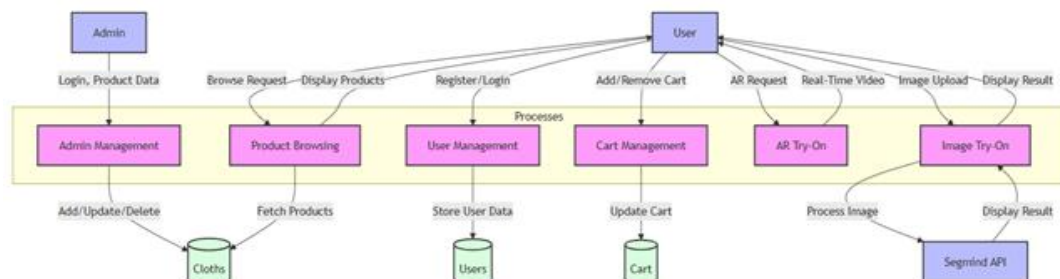 Admin
User
Login, Product Data
Browse Request
Display Products
Register/Login
Add/Remove Cart
AR Request
Real-Time Video
Image Upload
Display Result
Processes
Admin Management
Product Browsing
User Management
Cart Management
AR Try-On
Image Try-On
Add/Update/Delete
Fetch Products
Store User Data
Update Cart
Process Image
Display Result
Cloths
Users
Cart
Segmind API